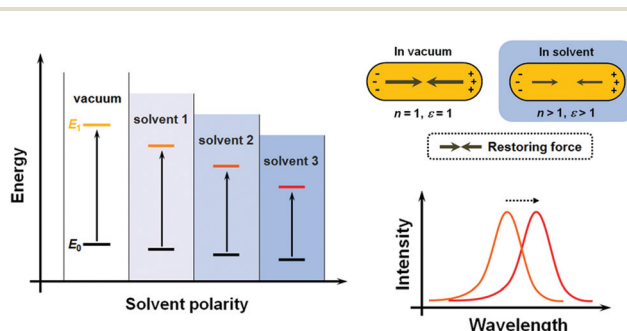 Energy
vacuum
solvent 1
solvent 2
solvent 3
E1
E0
Solvent polarity
In vacuum
- - -
+ + +
n = 1, ε = 1
In solvent
- - -
+ + +
n > 1, ε > 1
Restoring force
Intensity
Wavelength